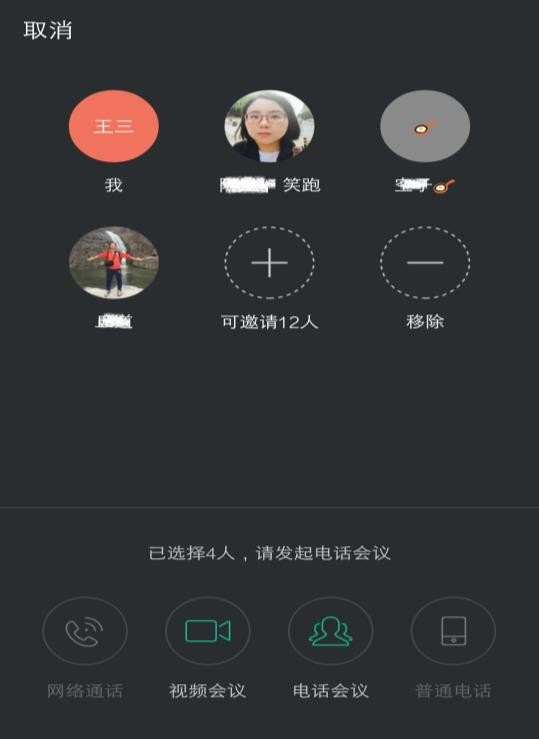 取消
王三
我
笑跑
可邀请12人
移除
已选择4人，请发起电话会议
网络通话
视频会议
电话会议
普通电话